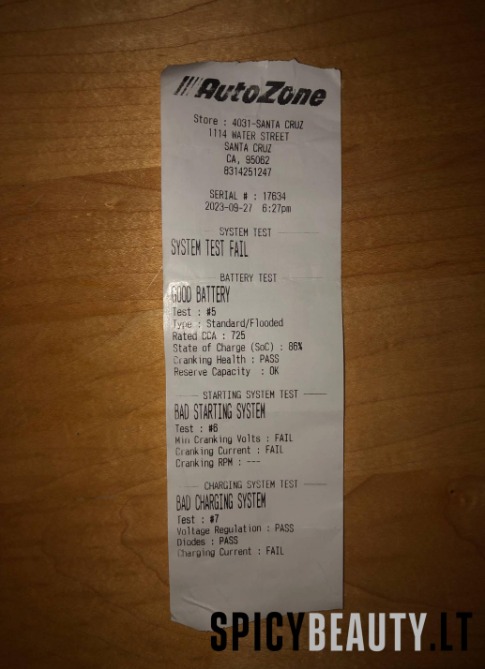 AutoZone
Store : 4031-SANTA CRUZ
1114 WATER STREET
SANTA CRUZ
CA, 95062
8314251247
SERIAL # : 17634
2023-09-27 6:27pm
SYSTEM TEST
SYSTEM TEST FAIL
BATTERY TEST
GOOD BATTERY
Test : #5
Type : Standard/Flooded
Rated CCA : 725
State of Charge (SoC) : 86%
Cranking Health : PASS
Reserve Capacity : OK
STARTING SYSTEM TEST
BAD STARTING SYSTEM
Test : #6
Min Cranking Volts : FAIL
Cranking Current : FAIL
Cranking RPM : ---
CHARGING SYSTEM TEST
BAD CHARGING SYSTEM
Test : #7
Voltage Regulation : PASS
Diodes : PASS
Charging Current : FAIL
SPICYBEAUTY.LT